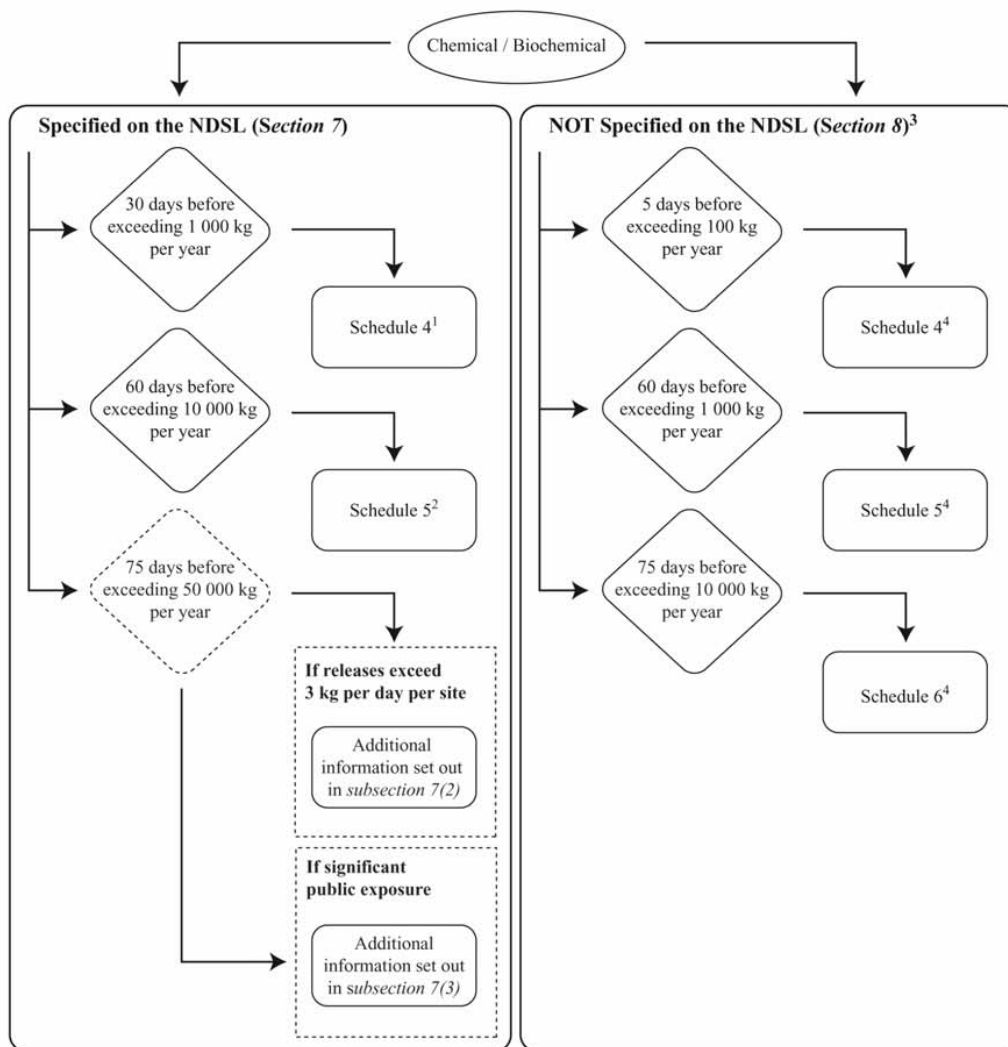 Chemical / Biochemical
Specified on the NDSL (Section 7)
30 days before
exceeding 1 000 kg
per year
Schedule 4¹
60 days before
exceeding 10 000 kg
per year
Schedule 5²
75 days before
exceeding 50 000 kg
per year
If releases exceed
3 kg per day per site
Additional
information set out
in subsection 7(2)
If significant
public exposure
Additional
information set out
in subsection 7(3)
NOT Specified on the NDSL (Section 8)³
5 days before
exceeding 100 kg
per year
Schedule 4⁴
60 days before
exceeding 1 000 kg
per year
Schedule 5⁴
75 days before
exceeding 10 000 kg
per year
Schedule 6⁴